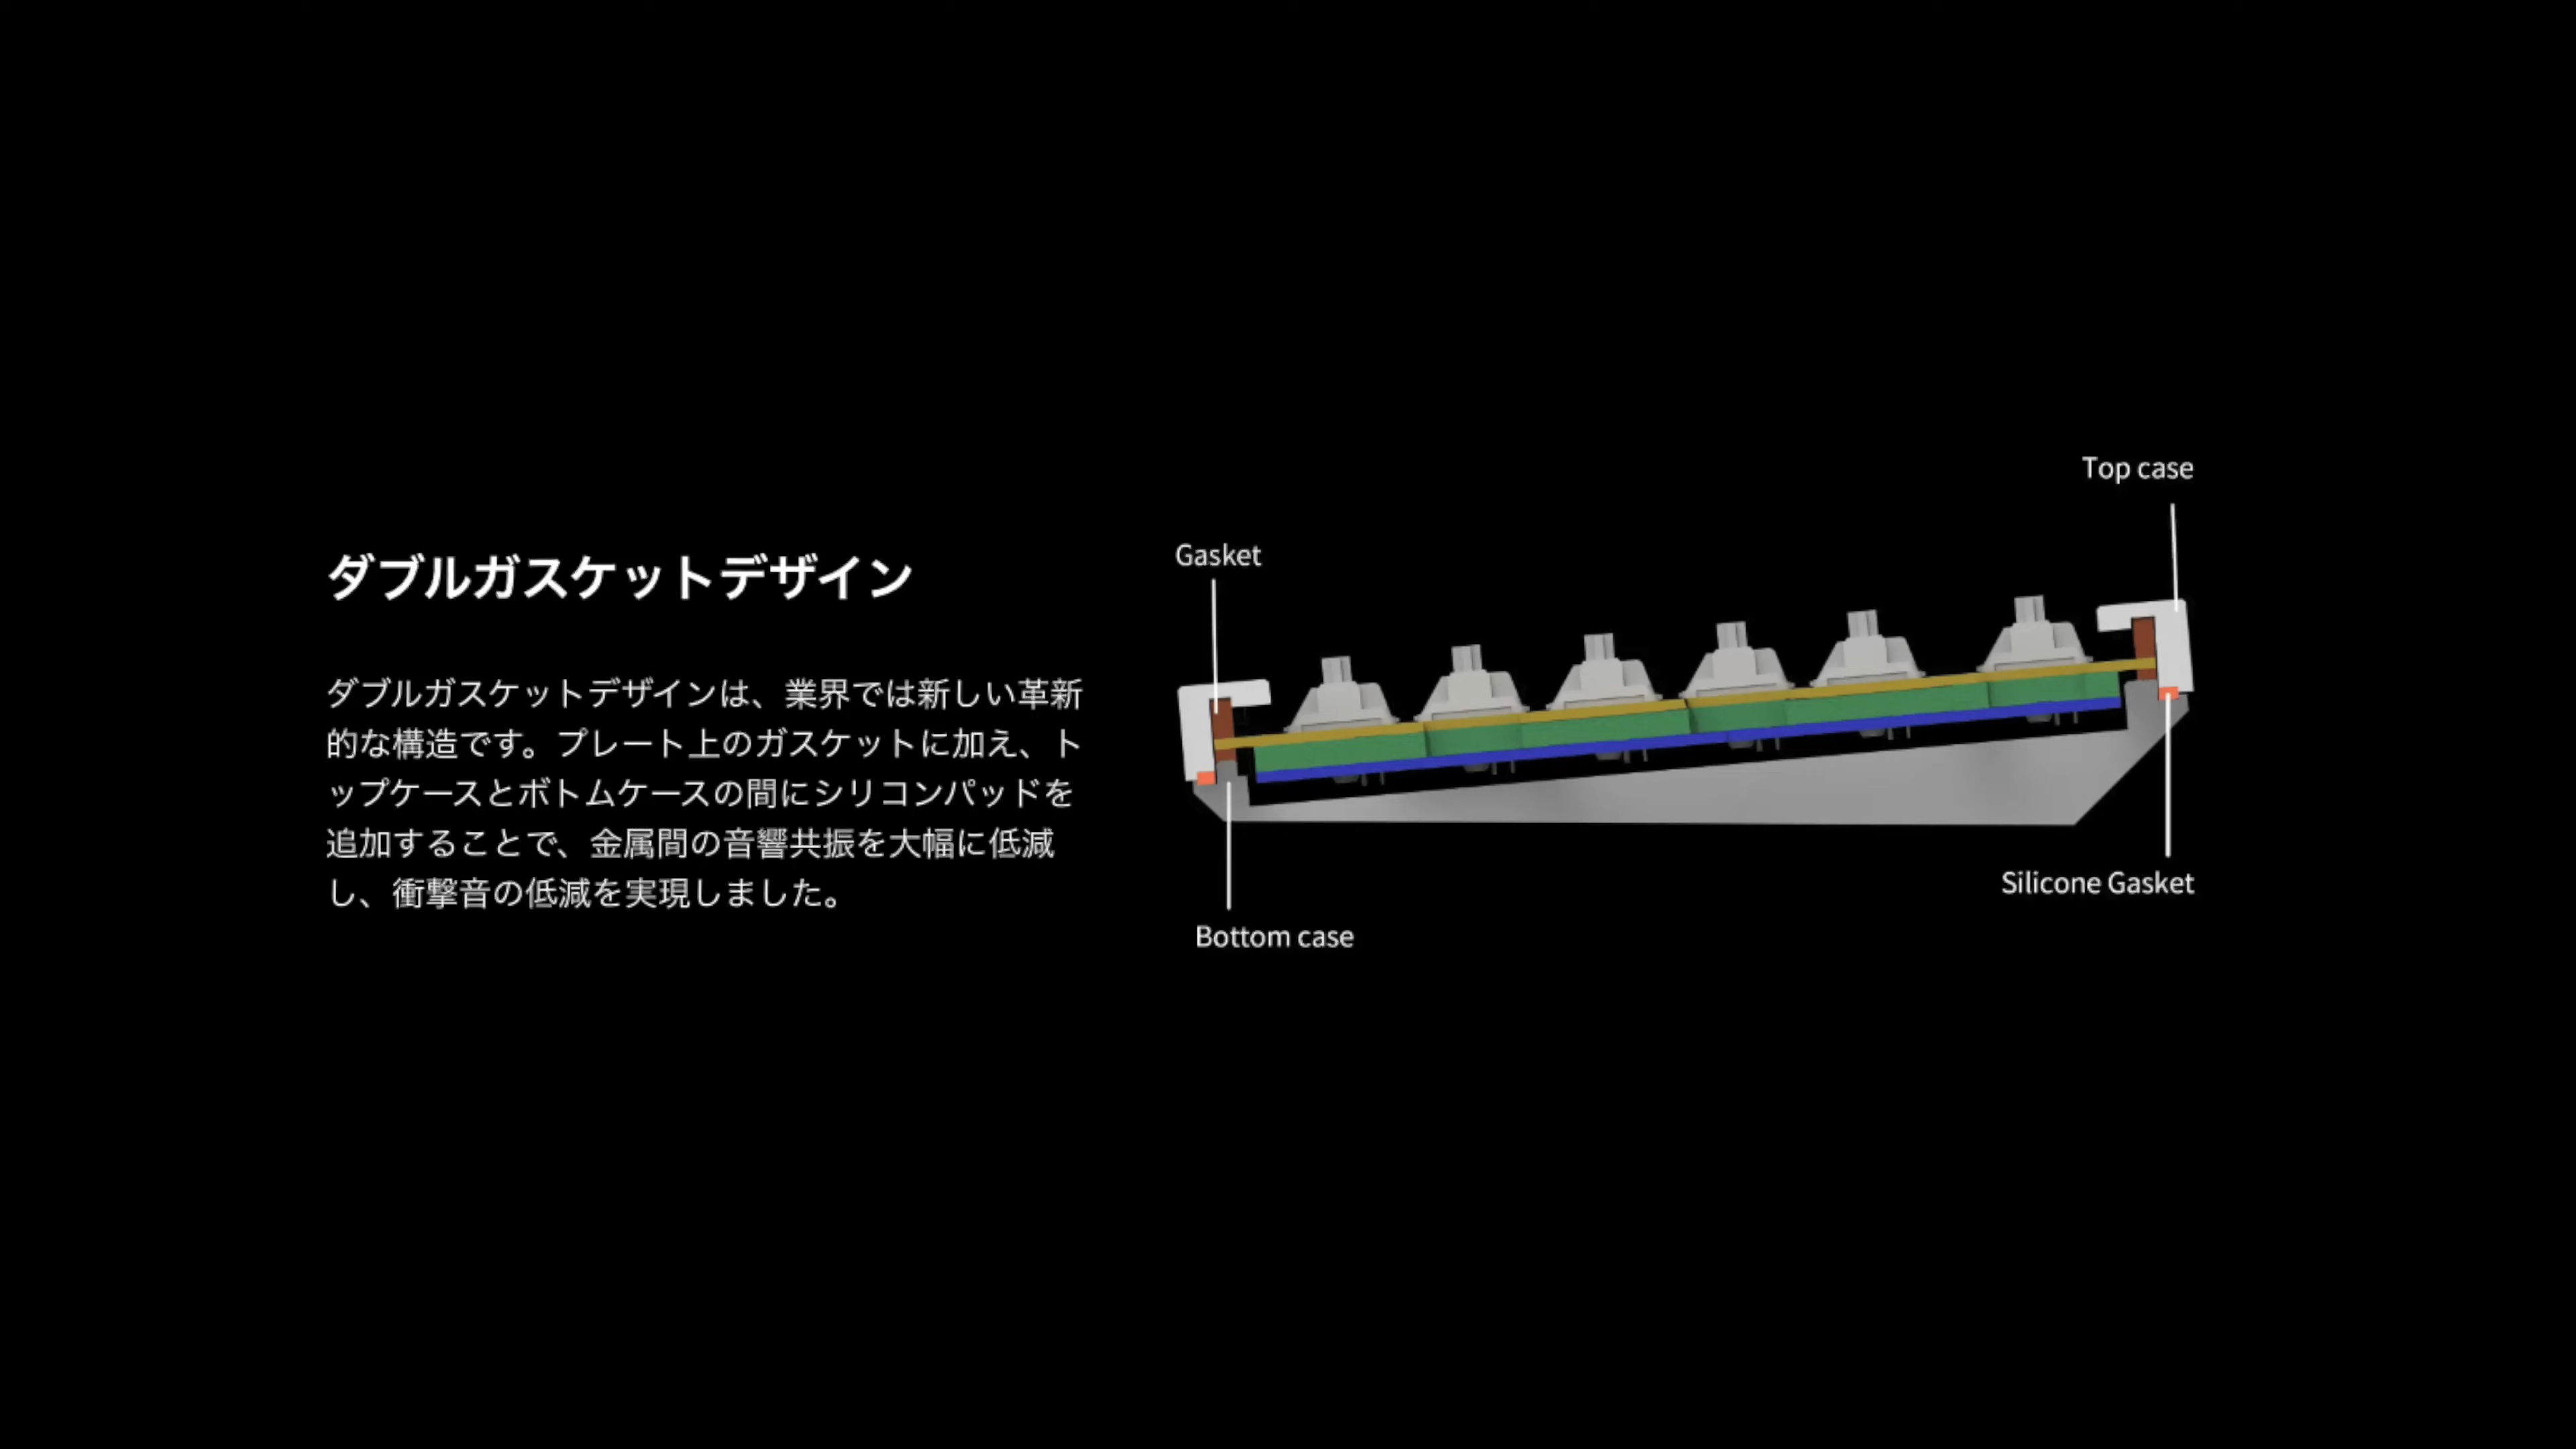 ダブルガスケットデザイン
ダブルガスケットデザインは、業界では新しい革新
的な構造です。プレート上のガスケットに加え、ト
ップケースとボトムケースの間にシリコンパッドを
追加することで、金属間の音響共振を大幅に低減
し、衝撃音の低減を実現しました。
Top case
Gasket
Silicone Gasket
Bottom case